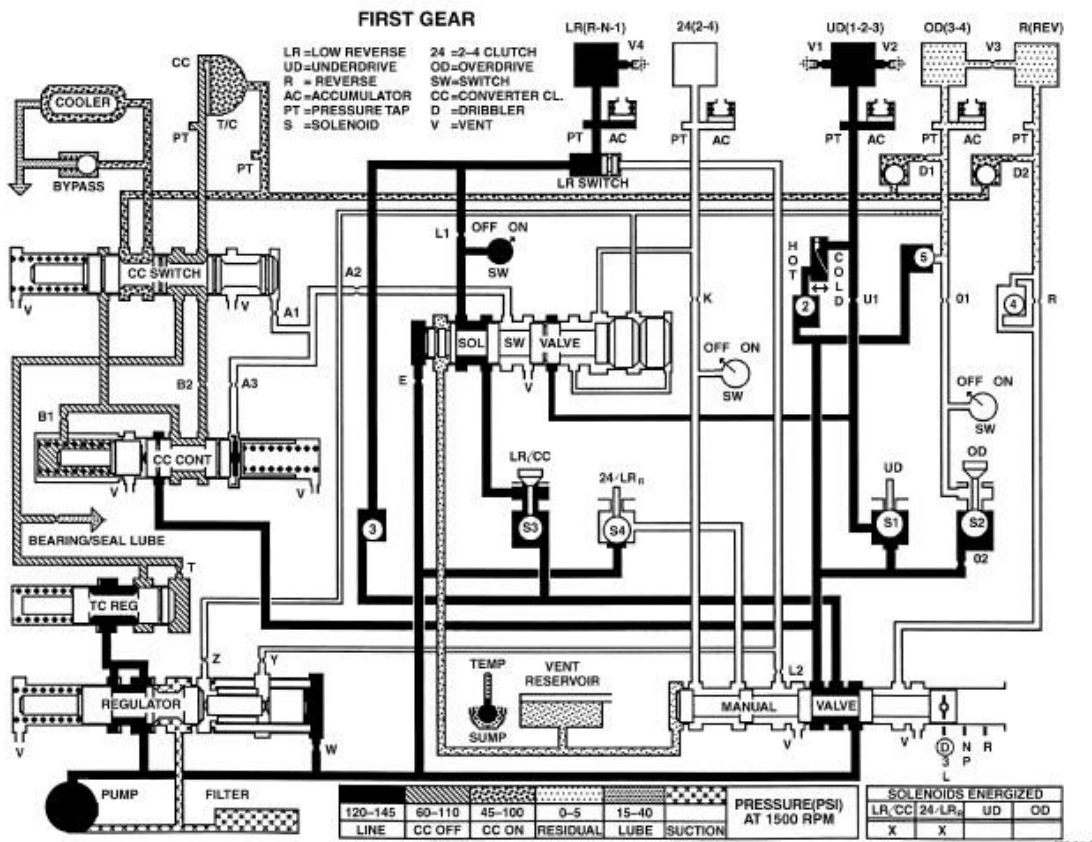 FIRST GEAR
LR =LOW REVERSE 24 =2-4 CLUTCH
UD=UNDERDRIVE OD=OVERDRIVE
R = REVERSE SW=SWITCH
AC=ACCUMULATOR CC=CONVERTER CL.
PT =PRESSURE TAP D =DRIBBLER
S =SOLENOID V =VENT
LR(R-N-1)
24(2-4)
UD(1-2-3)
OD(3-4)
R(REV)
V4
V1
V2
V3
CC
COOLER
PT
T/C
PT
BYPASS
PT AC
PT AC
PT AC
PT AC
PT
D1
D2
LR SWITCH
L1
OFF ON
SW
A2
HOT
COLD
2
5
4
K
U1
01
R
CC SWITCH
V
A1
SOL SW VALVE
V
E
OFF ON
SW
OFF ON
SW
B2
A3
B1
CC CONT
V
V
LR/CC
S3
24/LRR
S4
UD
S1
OD
S2
02
3
BEARING/SEAL LUBE
T
TC REG
Z
Y
L2
REGULATOR
V
W
TEMP
SUMP
VENT
RESERVOIR
MANUAL VALVE
V
V
D N R
3 P
L
PUMP
FILTER
120-145 60-110 45-100 0-5 15-40
LINE CC OFF CC ON RESIDUAL LUBE SUCTION
PRESSURE(PSI)
AT 1500 RPM
SOLENOIDS ENERGIZED
LR/CC 24/LRR UD OD
X X